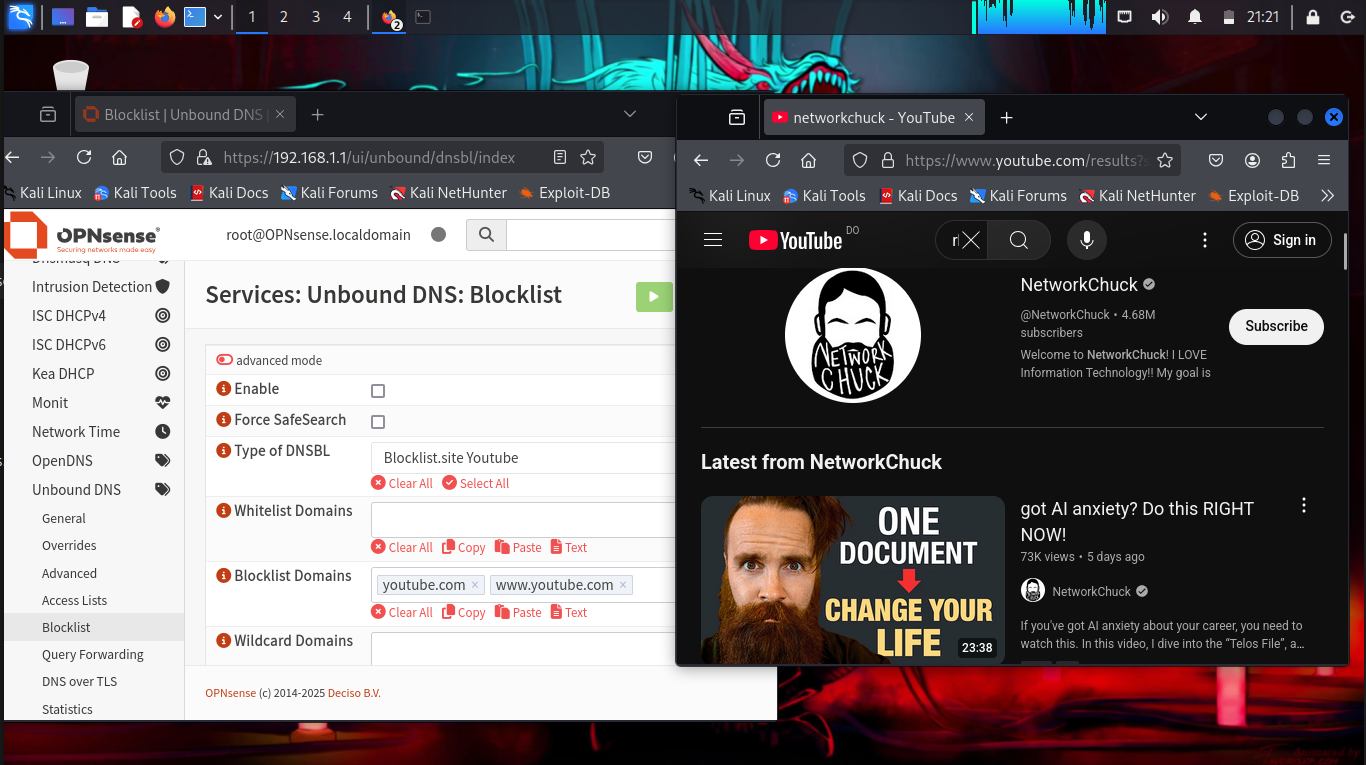 1 2 3 4
2
21:21
Blocklist | Unbound DNS |
https://192.168.1.1/ui/unbound/dnsbl/index
Kali Linux Kali Tools Kali Docs Kali Forums Kali NetHunter Exploit-DB
OPNsense®
Securing networks made easy
root@OPNsense.localdomain
Dnsmasq DNS
Intrusion Detection
ISC DHCPv4
ISC DHCPv6
Kea DHCP
Monit
Network Time
OpenDNS
Unbound DNS
General
Overrides
Advanced
Access Lists
Blocklist
Query Forwarding
DNS over TLS
Statistics
Services: Unbound DNS: Blocklist
advanced mode
Enable
Force SafeSearch
Type of DNSBL
Blocklist.site Youtube
Clear All Select All
Whitelist Domains
Clear All Copy Paste Text
Blocklist Domains
youtube.com × www.youtube.com ×
Clear All Copy Paste Text
Wildcard Domains
OPNsense (c) 2014-2025 Deciso B.V.
networkchuck - YouTube
https://www.youtube.com/results?s
Kali Linux Kali Tools Kali Docs Kali Forums Kali NetHunter Exploit-DB
YouTube DO
Sign in
NETWORK
CHUCK
NetworkChuck
@NetworkChuck • 4.68M
subscribers
Welcome to NetworkChuck! I LOVE
Information Technology!! My goal is
Subscribe
Latest from NetworkChuck
ONE
DOCUMENT
CHANGE YOUR
LIFE
23:38
got AI anxiety? Do this RIGHT
NOW!
73K views • 5 days ago
NetworkChuck
If you've got AI anxiety about your career, you need to
watch this. In this video, I dive into the “Telos File”, a...